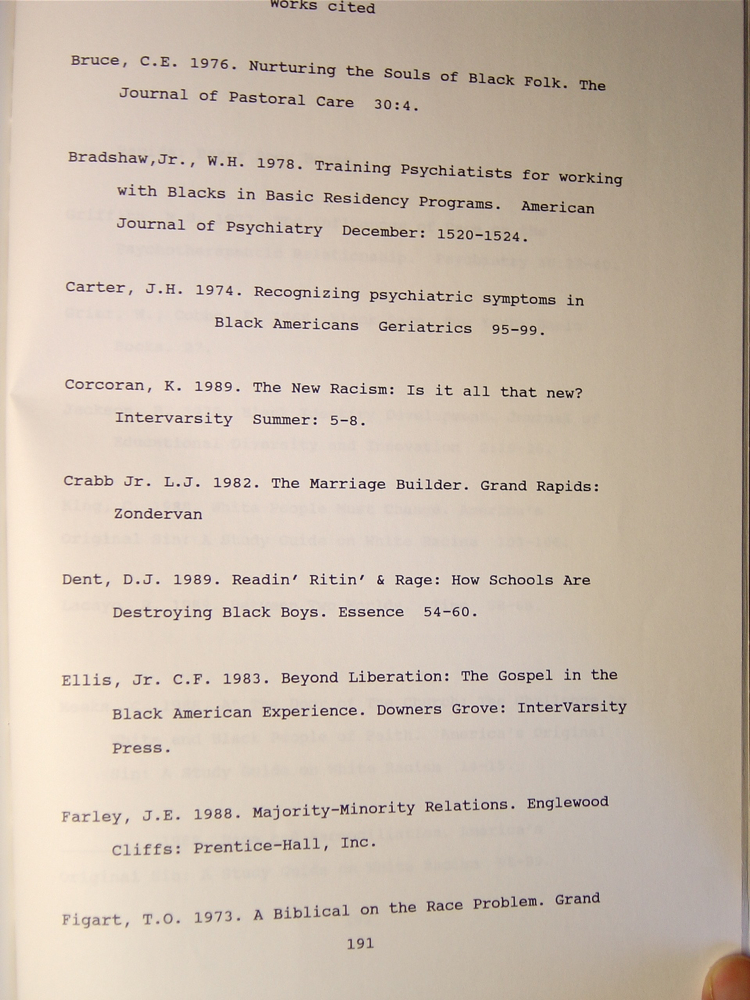 Works cited
Bruce, C.E. 1976. Nurturing the Souls of Black Folk. The
Journal of Pastoral Care 30:4.
Bradshaw,Jr., W.H. 1978. Training Psychiatists for working
with Blacks in Basic Residency Programs. American
Journal of Psychiatry December: 1520-1524.
Carter, J.H. 1974. Recognizing psychiatric symptoms in
Black Americans Geriatrics 95-99.
Corcoran, K. 1989. The New Racism: Is it all that new?
Intervarsity Summer: 5-8.
Crabb Jr. L.J. 1982. The Marriage Builder. Grand Rapids:
Zondervan
Dent, D.J. 1989. Readin' Ritin' & Rage: How Schools Are
Destroying Black Boys. Essence 54-60.
Ellis, Jr. C.F. 1983. Beyond Liberation: The Gospel in the
Black American Experience. Downers Grove: InterVarsity
Press.
Farley, J.E. 1988. Majority-Minority Relations. Englewood
Cliffs: Prentice-Hall, Inc.
Figart, T.O. 1973. A Biblical on the Race Problem. Grand
191